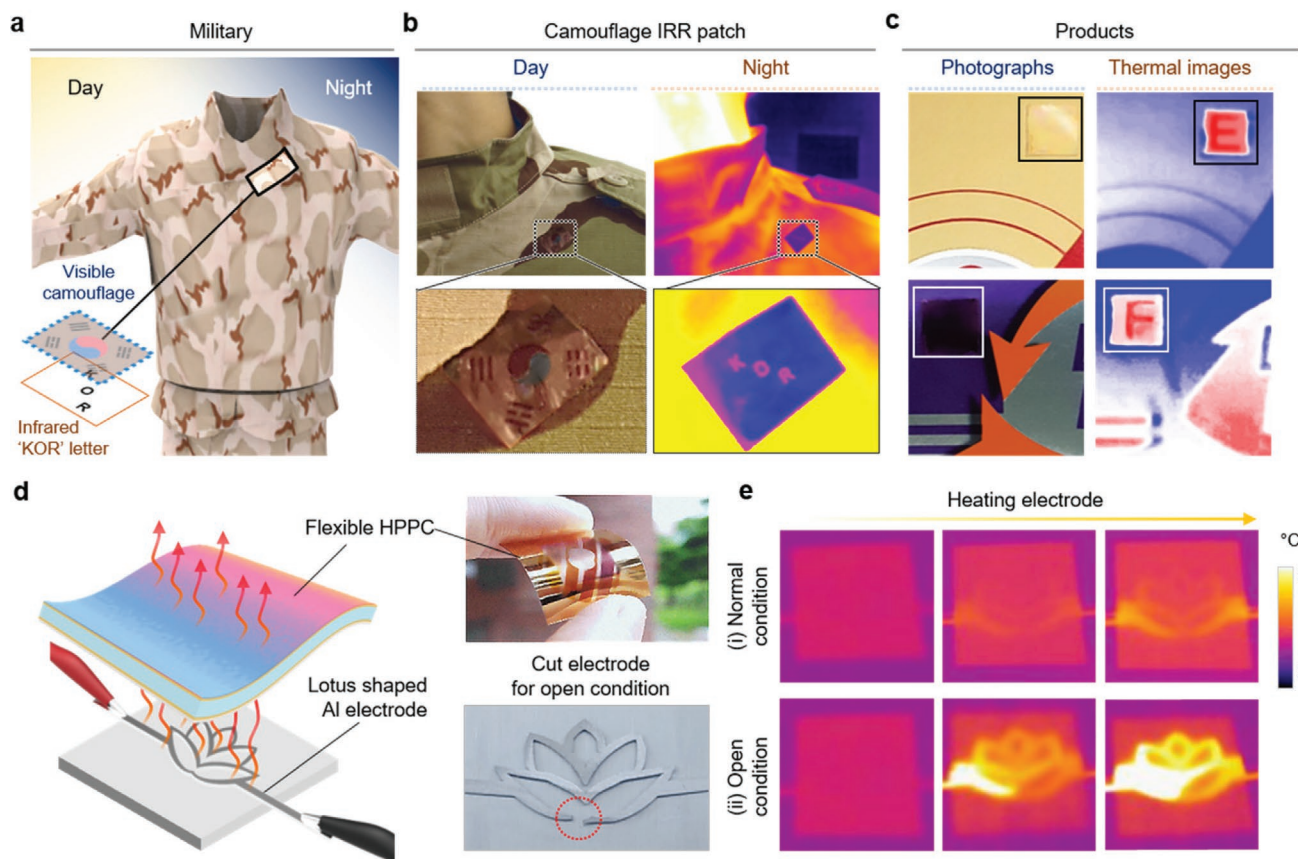 a
Military
Day
Night
Visible
camouflage
K
O
R
Infrared
‘KOR’ letter
b
Camouflage IRR patch
Day
Night
K O R
c
Products
Photographs
Thermal images
E
F
d
Flexible HPPC
Lotus shaped
Al electrode
Cut electrode
for open condition
e
Heating electrode
°C
(i) Normal
condition
(ii) Open
condition